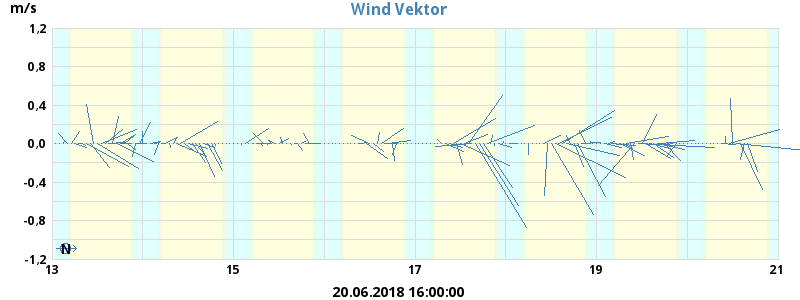 Wind Vektor
m/s
1,2
0,8
0,4
0,0
-0,4
-0,8
-1,2
N
13 15 17 19 21
20.06.2018 16:00:00